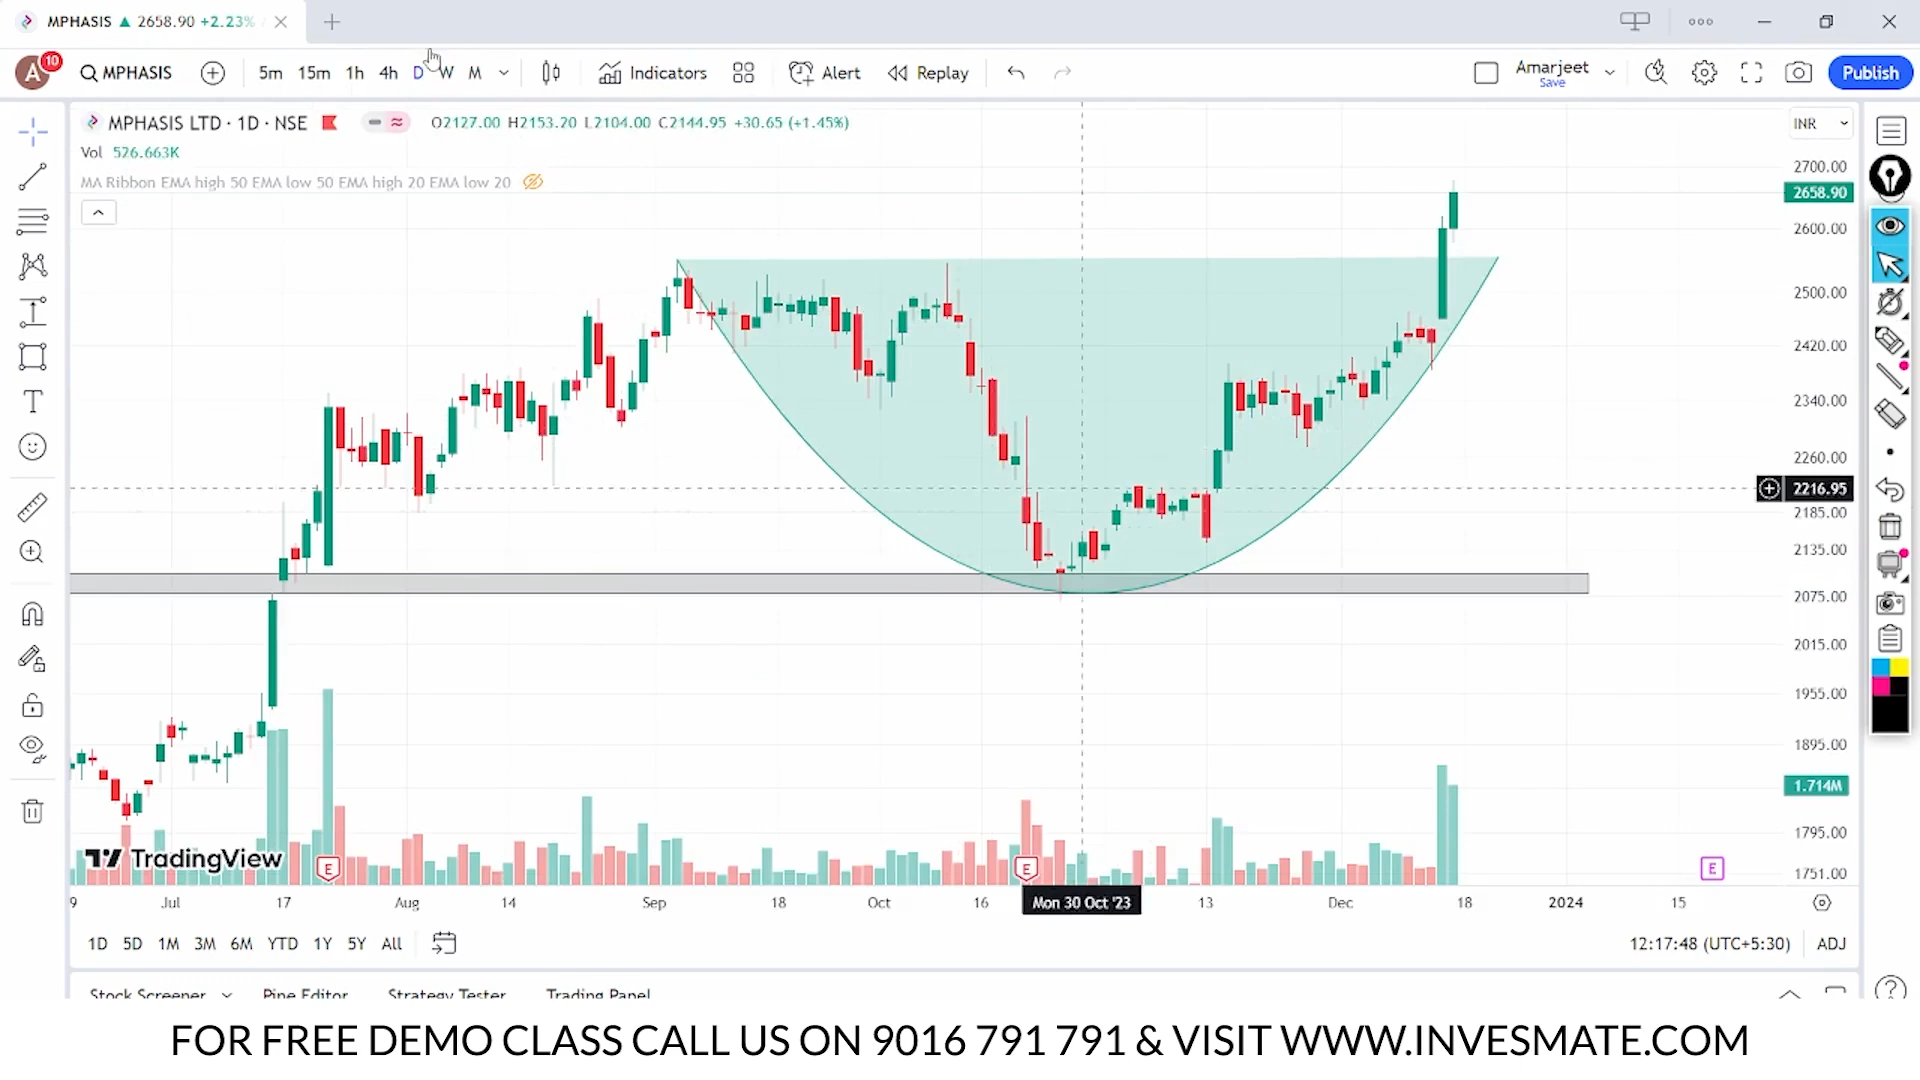 MPHASIS ▲ 2658.90 +2.23%
A 10 MPHASIS 5m 15m 1h 4h D W M Indicators Alert Replay Amarjeet Save Publish
MPHASIS LTD · 1D · NSE O2127.00 H2153.20 L2104.00 C2144.95 +30.65 (+1.45%) INR
Vol 526.663K
MA Ribbon EMA high 50 EMA low 50 EMA high 20 EMA low 20
2700.00
2658.90
2600.00
2500.00
2420.00
2340.00
2260.00
2216.95
2185.00
2135.00
2075.00
2015.00
1955.00
1895.00
1.714M
1795.00
1751.00
TradingView
E E E
9 Jul 17 Aug 14 Sep 18 Oct 16 Mon 30 Oct '23 13 Dec 18 2024 15
1D 5D 1M 3M 6M YTD 1Y 5Y All 12:17:48 (UTC+5:30) ADJ
Stock Screener Pine Editor Strategy Tester Trading Panel
FOR FREE DEMO CLASS CALL US ON 9016 791 791 & VISIT WWW.INVESMATE.COM